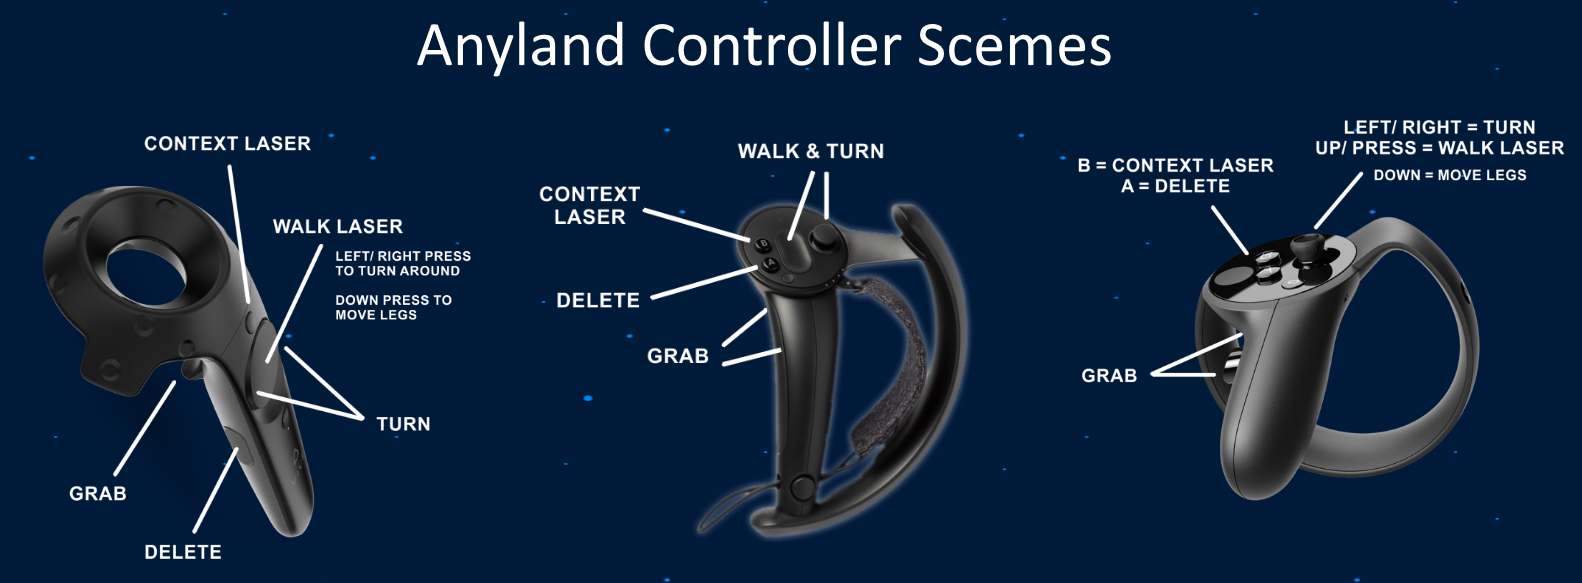 Anyland Controller Scemes
CONTEXT LASER
WALK LASER
LEFT/ RIGHT PRESS
TO TURN AROUND
DOWN PRESS TO
MOVE LEGS
TURN
GRAB
DELETE
WALK & TURN
CONTEXT
LASER
B
A
DELETE
GRAB
LEFT/ RIGHT = TURN
UP/ PRESS = WALK LASER
DOWN = MOVE LEGS
B = CONTEXT LASER
A = DELETE
GRAB